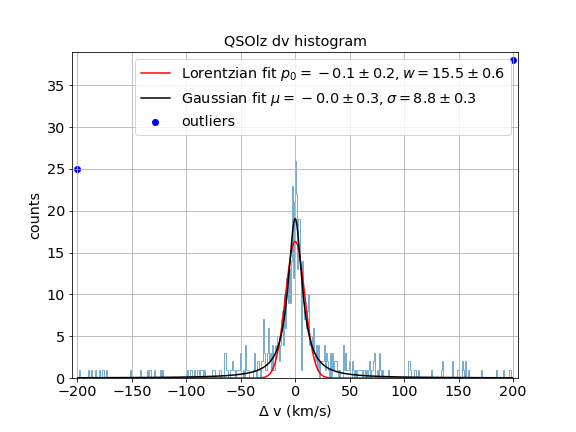 QSOlz dv histogram
Lorentzian fit p₀ = −0.1 ± 0.2, w = 15.5 ± 0.6
Gaussian fit μ = −0.0 ± 0.3, σ = 8.8 ± 0.3
outliers
counts
35
30
25
20
15
10
5
0
−200 −150 −100 −50 0 50 100 150 200
Δ v (km/s)